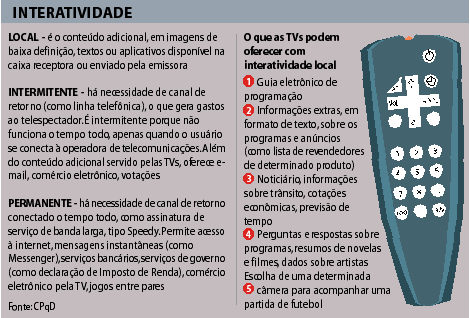 INTERATIVIDADE
LOCAL - é o conteúdo adicional, em imagens de
baixa definição, textos ou aplicativos disponível na
caixa receptora ou enviado pela emissora
INTERMITENTE - há necessidade de canal de
retorno (como linha telefônica), o que gera gastos
ao telespectador. É intermitente porque não
funciona o tempo todo, apenas quando o usuário
se conecta à operadora de telecomunicações. Além
do conteúdo adicional servido pelas TVs, oferece e-
mail, comércio eletrônico, votações
PERMANENTE - há necessidade de canal de retorno
conectado o tempo todo, como assinatura de
serviço de banda larga, tipo Speedy. Permite acesso
à internet, mensagens instantâneas (como
Messenger), serviços bancários, serviços de governo
(como declaração de Imposto de Renda), comércio
eletrônico pela TV, jogos entre pares
Fonte: CPqD
O que as TVs podem
oferecer com
interatividade local
1 Guia eletrônico de
programação
2 Informações extras, em
formato de texto, sobre os
programas e anúncios
(como lista de revendedores
de determinado produto)
3 Noticiário, informações
sobre trânsito, cotações
econômicas, previsão de
tempo
4 Perguntas e respostas sobre
programas, resumos de novelas
e filmes, dados sobre artistas
Escolha de uma determinada
5 câmera para acompanhar uma
partida de futebol